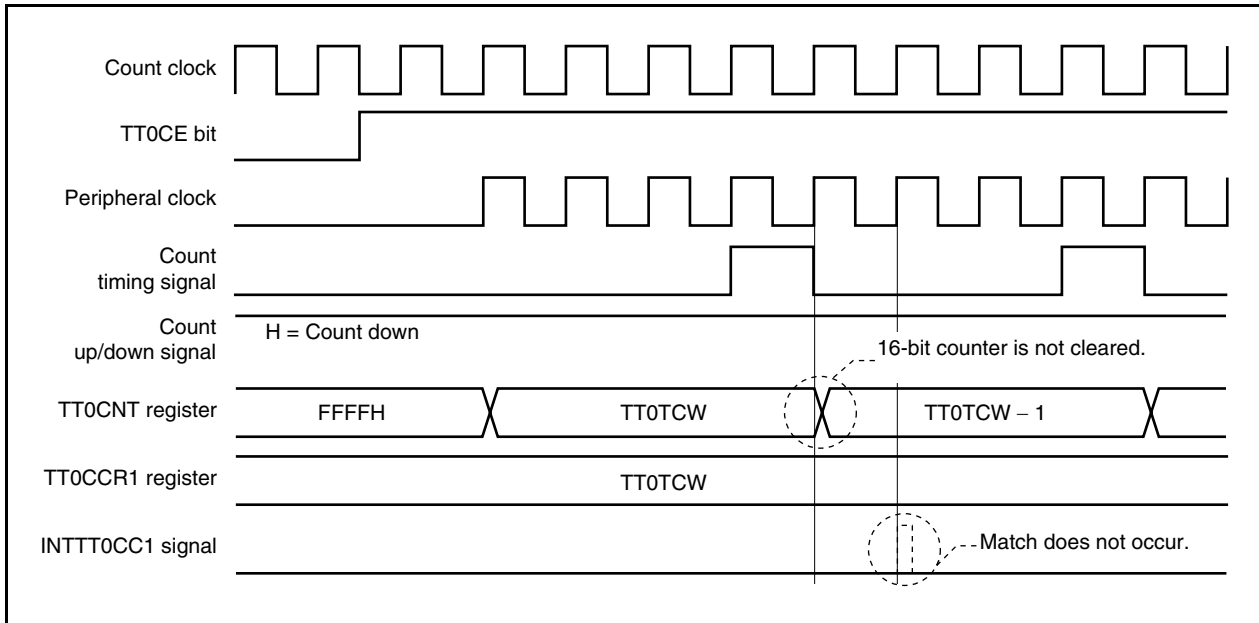 Count clock
TT0CE bit
Peripheral clock
Count
timing signal
Count
up/down signal
H = Count down
16-bit counter is not cleared.
TT0CNT register
FFFFH
TT0TCW
TT0TCW – 1
TT0CCR1 register
TT0TCW
INTTT0CC1 signal
Match does not occur.